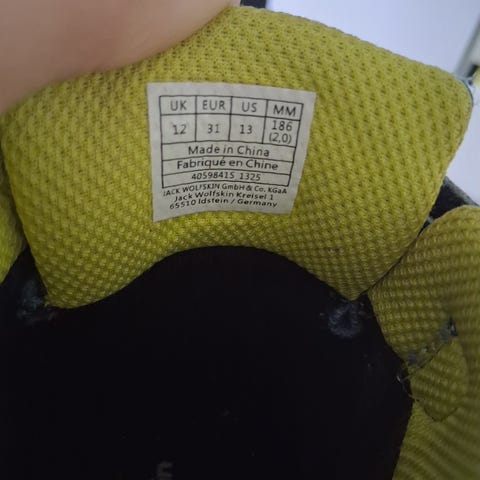 UK EUR US MM
12 31 13 186
(2,0)
Made in China
Fabriqué en Chine
4059841S 1325
JACK WOLFSKIN GmbH & Co. KGaA
Jack Wolfskin Kreisel 1
65510 Idstein / Germany